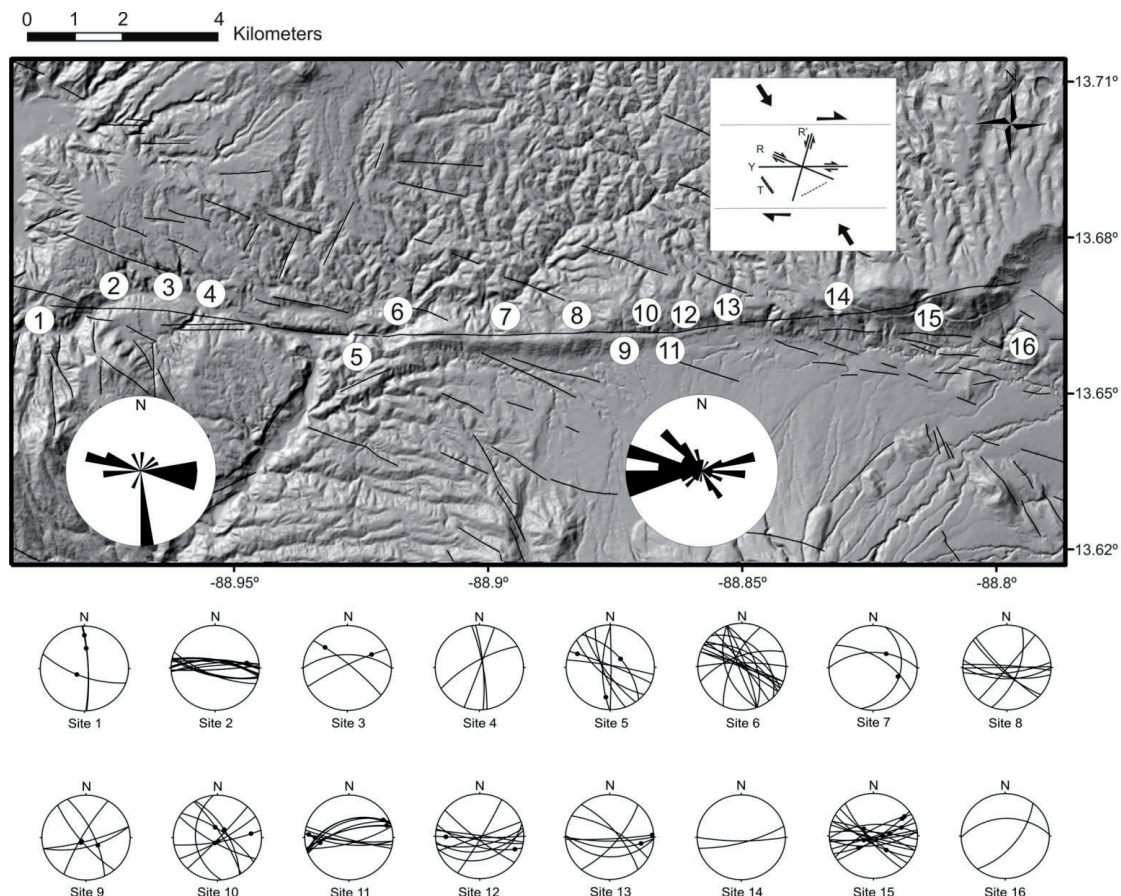 0 1 2 4
Kilometers
N
13.71°
R'
R
Y
T
13.68°
2 3 4
1
6 7 8 10 12 13 14
5 9 11 15 16
13.65°
N N
13.62°
-88.95° -88.9° -88.85° -88.8°
N N N N N N N N
Site 1 Site 2 Site 3 Site 4 Site 5 Site 6 Site 7 Site 8
N N N N N N N N
Site 9 Site 10 Site 11 Site 12 Site 13 Site 14 Site 15 Site 16